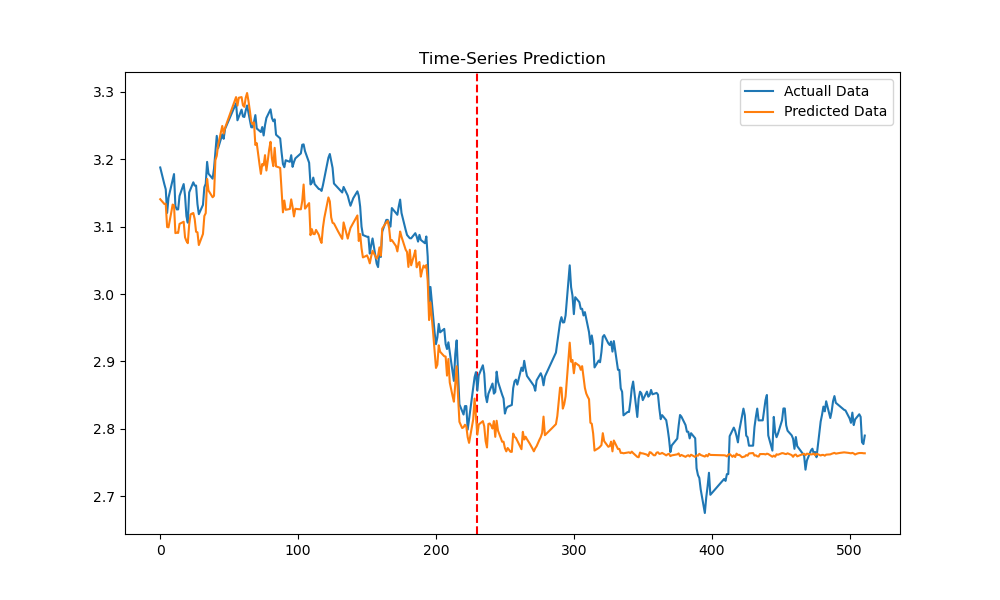 Time-Series Prediction
Actuall Data
Predicted Data
3.3
3.2
3.1
3.0
2.9
2.8
2.7
0 100 200 300 400 500